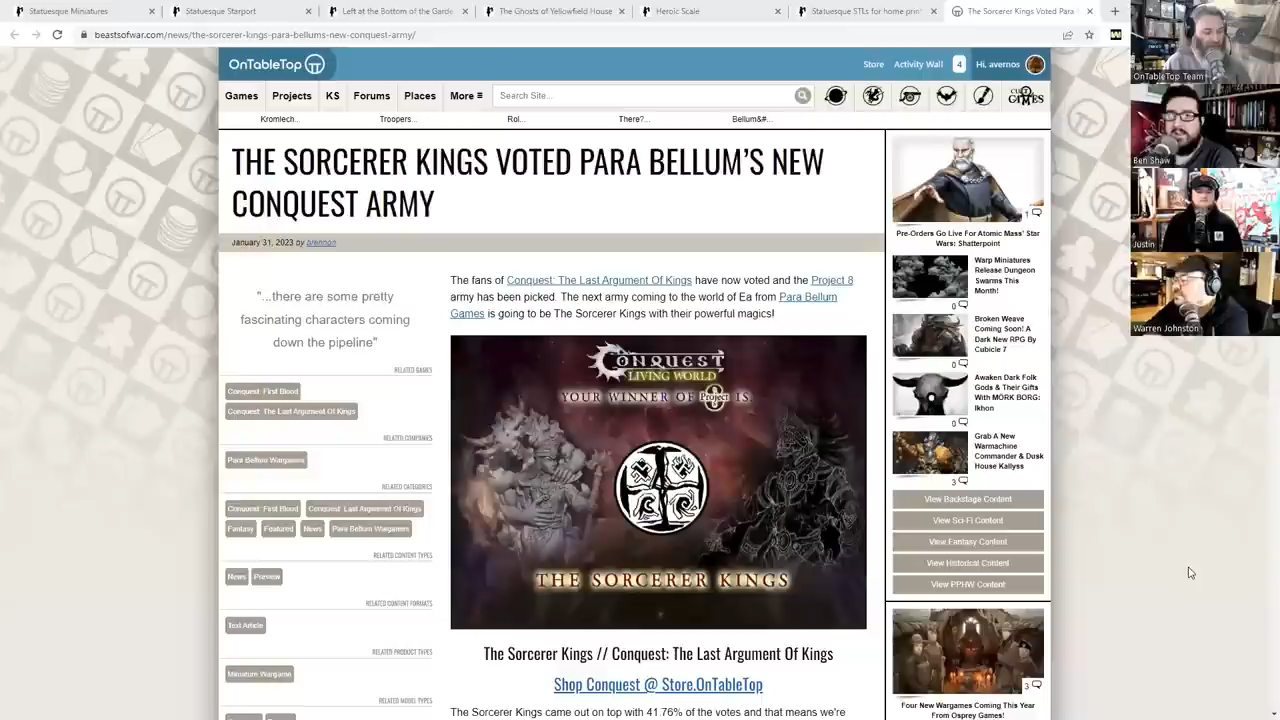 Statuesque Miniatures
Statuesque Starport
Left at the Bottom of the Garde
The Ghosts of Yellowfield House
Heroic Scale
Statuesque STLs for home prin
The Sorcerer Kings Voted Para
beastsofwar.com/news/the-sorcerer-kings-para-bellums-new-conquest-army/
OnTableTop
Store
Activity Wall
4
Hi, avernos
Games
Projects
KS
Forums
Places
More ≡
Search Site...
GAMES
Kromlech...
Troopers...
Rol...
There?...
Bellum&#...
THE SORCERER KINGS VOTED PARA BELLUM'S NEW
CONQUEST ARMY
January 31, 2023 by brennon
"...there are some pretty
fascinating characters coming
down the pipeline"
RELATED GAMES
Conquest: First Blood
Conquest: The Last Argument Of Kings
RELATED COMPANIES
Para Bellum Wargames
RELATED CATEGORIES
Conquest: First Blood
Conquest: Last Argument Of Kings
Fantasy
Featured
News
Para Bellum Wargames
RELATED CONTENT TYPES
News
Preview
RELATED CONTENT FORMATS
Text Article
RELATED PRODUCT TYPES
Miniature Wargame
RELATED MODEL TYPES
The fans of Conquest: The Last Argument Of Kings have now voted and the Project 8
army has been picked. The next army coming to the world of Ea from Para Bellum
Games is going to be The Sorcerer Kings with their powerful magics!
CONQUEST
LIVING WORLD
OUR WINNER OF Project IS
THE SORCERER KINGS
The Sorcerer Kings // Conquest: The Last Argument Of Kings
Shop Conquest @ Store.OnTableTop
The Sorcerer Kings came out on top with 41.76% of the votes and that means we're
1
Pre-Orders Go Live For Atomic Mass' Star
Wars: Shatterpoint
Warp Miniatures
Release Dungeon
Swarms This
Month!
0
Broken Weave
Coming Soon! A
Dark New RPG By
Cubicle 7
0
Awaken Dark Folk
Gods & Their Gifts
With MÖRK BORG:
Ikhon
0
Grab A New
Warmachine
Commander & Dusk
House Kallyss
3
View Backstage Content
View Sci-Fi Content
View Fantasy Content
View Historical Content
View PPHW Content
3
Four New Wargames Coming This Year
From Osprey Games!
OnTableTop Team
Ben Shaw
Justin
Warren Johnston